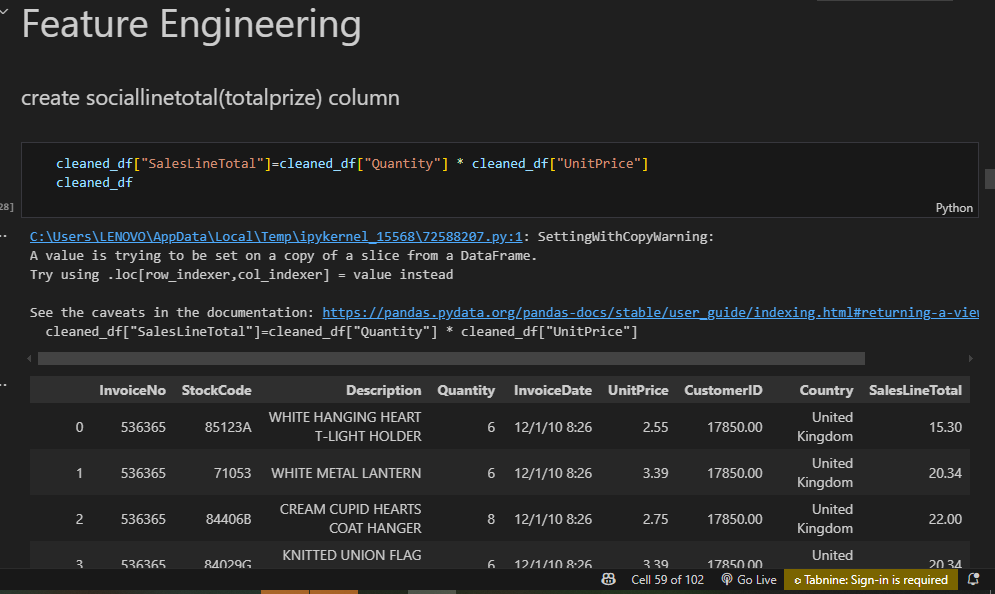 Feature Engineering
create sociallinetotal(totalprize) column
cleaned_df["SalesLineTotal"]=cleaned_df["Quantity"] * cleaned_df["UnitPrice"]
cleaned_df
28]
Python
C:\Users\LENOVO\AppData\Local\Temp\ipykernel_15568\72588207.py:1: SettingWithCopyWarning:
A value is trying to be set on a copy of a slice from a DataFrame.
Try using .loc[row_indexer,col_indexer] = value instead
See the caveats in the documentation: https://pandas.pydata.org/pandas-docs/stable/user_guide/indexing.html#returning-a-view
cleaned_df["SalesLineTotal"]=cleaned_df["Quantity"] * cleaned_df["UnitPrice"]
InvoiceNo StockCode Description Quantity InvoiceDate UnitPrice CustomerID Country SalesLineTotal
0 536365 85123A WHITE HANGING HEART T-LIGHT HOLDER 6 12/1/10 8:26 2.55 17850.00 United Kingdom 15.30
1 536365 71053 WHITE METAL LANTERN 6 12/1/10 8:26 3.39 17850.00 United Kingdom 20.34
2 536365 84406B CREAM CUPID HEARTS COAT HANGER 8 12/1/10 8:26 2.75 17850.00 United Kingdom 22.00
3 536365 84029G KNITTED UNION FLAG 6 12/1/10 8:26 3.39 17850.00 United 20.34
Cell 59 of 102 Go Live Tabnine: Sign-in is required